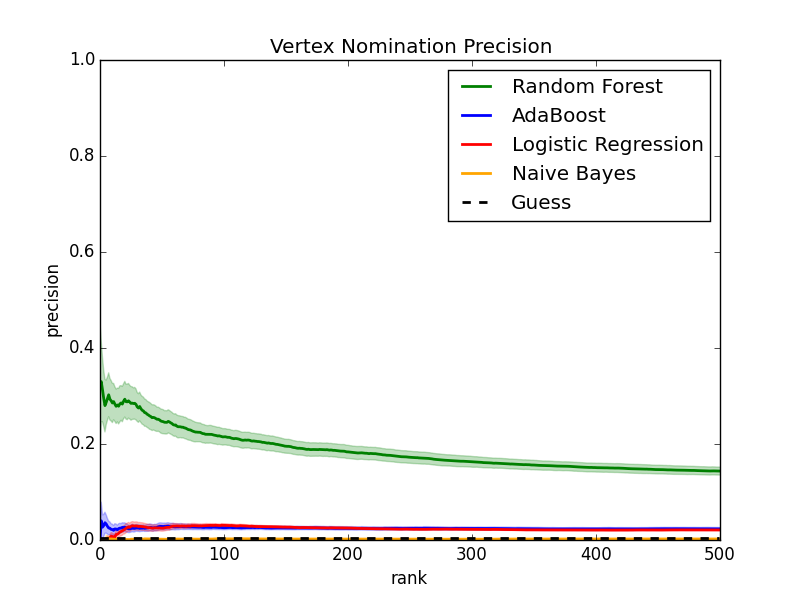 Vertex Nomination Precision
1.0
0.8
0.6
0.4
0.2
0.0
precision
Random Forest
AdaBoost
Logistic Regression
Naive Bayes
Guess
0 100 200 300 400 500
rank